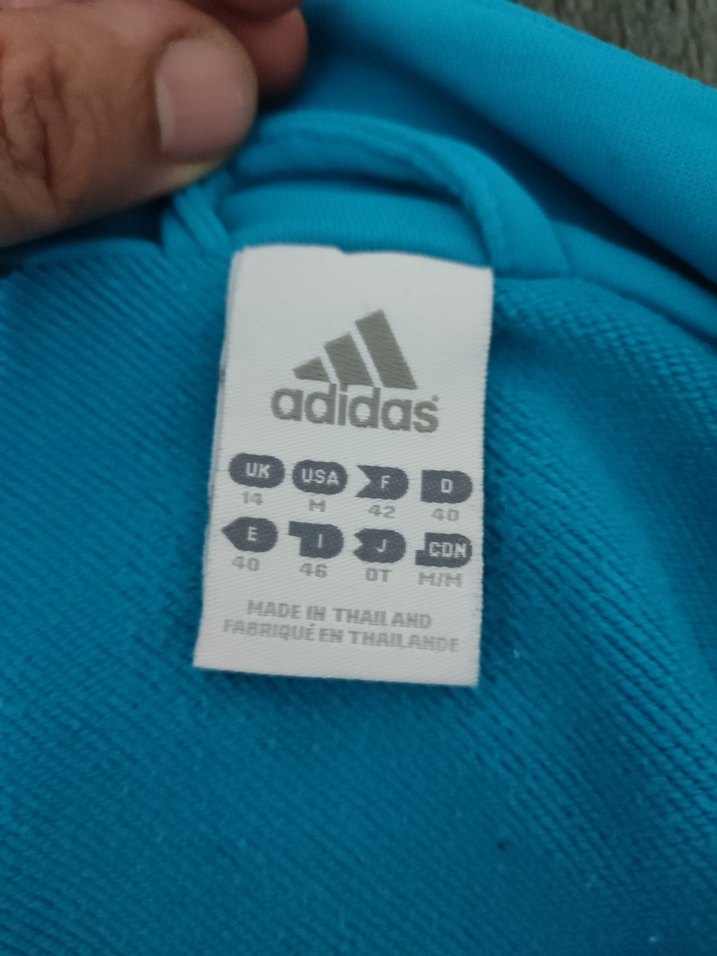 adidas
UK USA F D
14 M 42 40
E I J CDN
40 46 OT M/M
MADE IN THAILAND
FABRIQUÉ EN THAILANDE